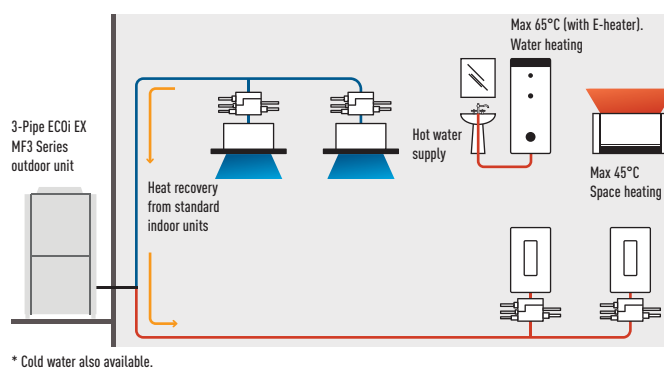 3-Pipe ECOi EX
MF3 Series
outdoor unit
Heat recovery
from standard
indoor units
Hot water
supply
Max 65°C (with E-heater).
Water heating
Max 45°C
Space heating
* Cold water also available.